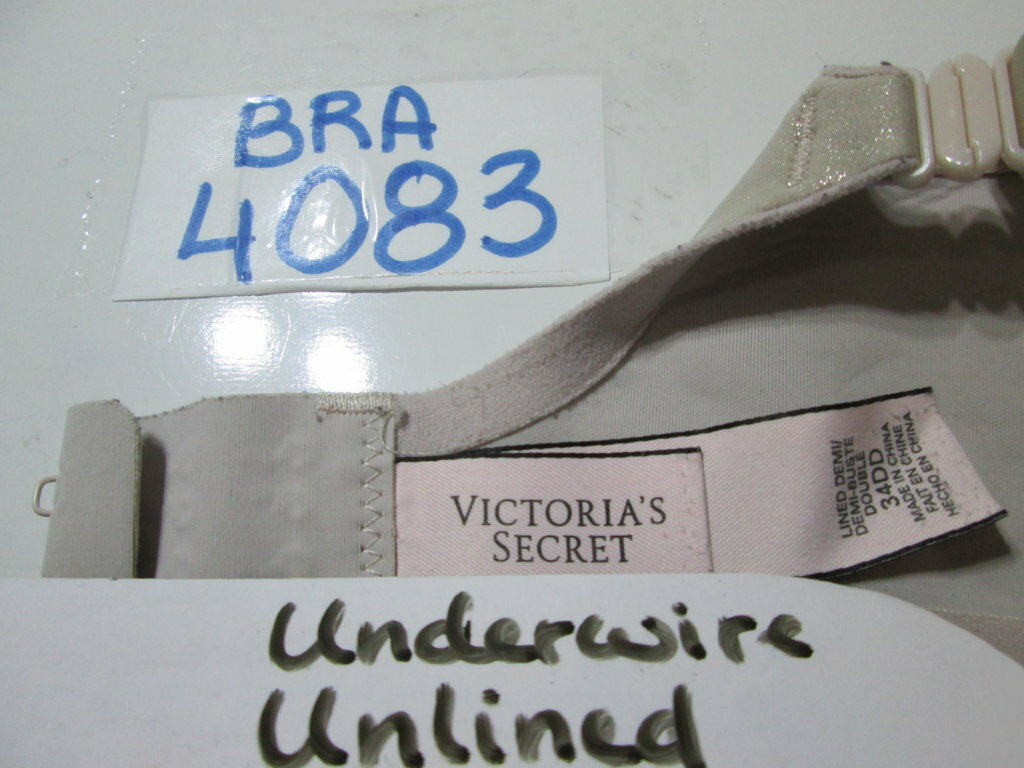 BRA
4083
VICTORIA'S
SECRET
LINED DEMI/
DEMI-BUSTE
DOUBLÉ
34DD
MADE IN CHINA
FAIT EN CHINE
HECHO EN CHINA
Underwire
Unlined